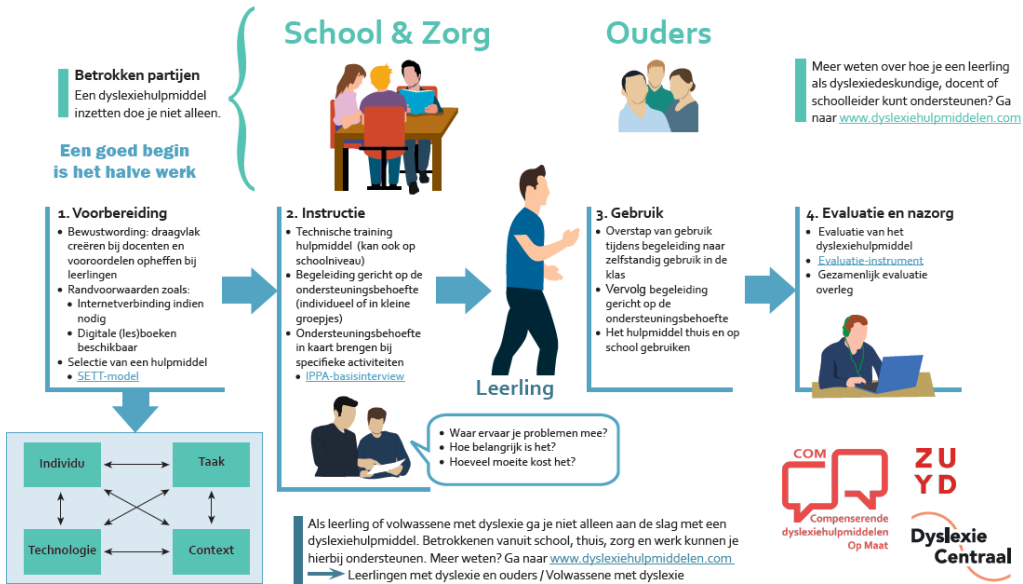 School & Zorg
Ouders
Betrokken partijen
Een dyslexiehulpmiddel
inzetten doe je niet alleen.
Meer weten over hoe je een leerling
als dyslexiedeskundige, docent of
schoolleider kunt ondersteunen? Ga
naar www.dyslexiehulpmiddelen.com
Een goed begin
is het halve werk
1. Voorbereiding
• Bewustwording: draagvlak
creëren bij docenten en
vooroordelen opheffen bij
leerlingen
• Randvoorwaarden zoals:
• Internetverbinding indien
nodig
• Digitale (les)boeken
beschikbaar
• Selectie van een hulpmiddel
• SETT-model
2. Instructie
• Technische training
hulpmiddel (kan ook op
schoolniveau)
• Begeleiding gericht op de
ondersteuningsbehoefte
(individueel of in kleine
groepjes)
• Ondersteuningsbehoefte
in kaart brengen bij
specifieke activiteiten
• IPPA-basisinterview
Leerling
3. Gebruik
• Overstap van gebruik
tijdens begeleiding naar
zelfstandig gebruik in de
klas
• Vervolg begeleiding
gericht op de
ondersteuningsbehoefte
• Het hulpmiddel thuis en op
school gebruiken
4. Evaluatie en nazorg
• Evaluatie van het
dyslexiehulpmiddel
• Evaluatie-instrument
• Gezamenlijk evaluatie
overleg
• Waar ervaar je problemen mee?
• Hoe belangrijk is het?
• Hoeveel moeite kost het?
Individu
Taak
Technologie
Context
Als leerling of volwassene met dyslexie ga je niet alleen aan de slag met een
dyslexiehulpmiddel. Betrokkenen vanuit school, thuis, zorg en werk kunnen je
hierbij ondersteunen. Meer weten? Ga naar www.dyslexiehulpmiddelen.com
Leerlingen met dyslexie en ouders / Volwassene met dyslexie
COM
Compenserende
dyslexiehulpmiddelen
Op Maat
ZU
YD
Dyslexie
Centraal